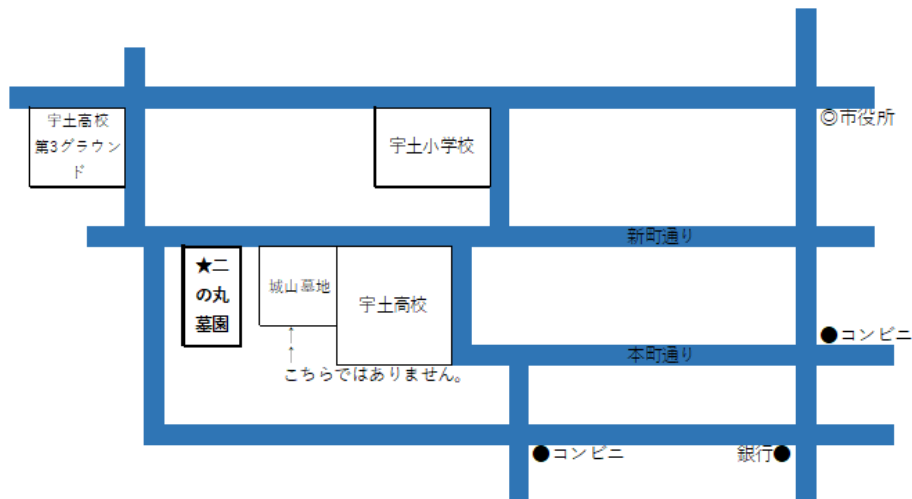 宇土高校
第3グラウン
ド
宇土小学校
◎市役所
新町通り
★二
の丸
墓園
城山墓地
宇土高校
↑
↑
こちらではありません。
●コンビニ
本町通り
●コンビニ
銀行●